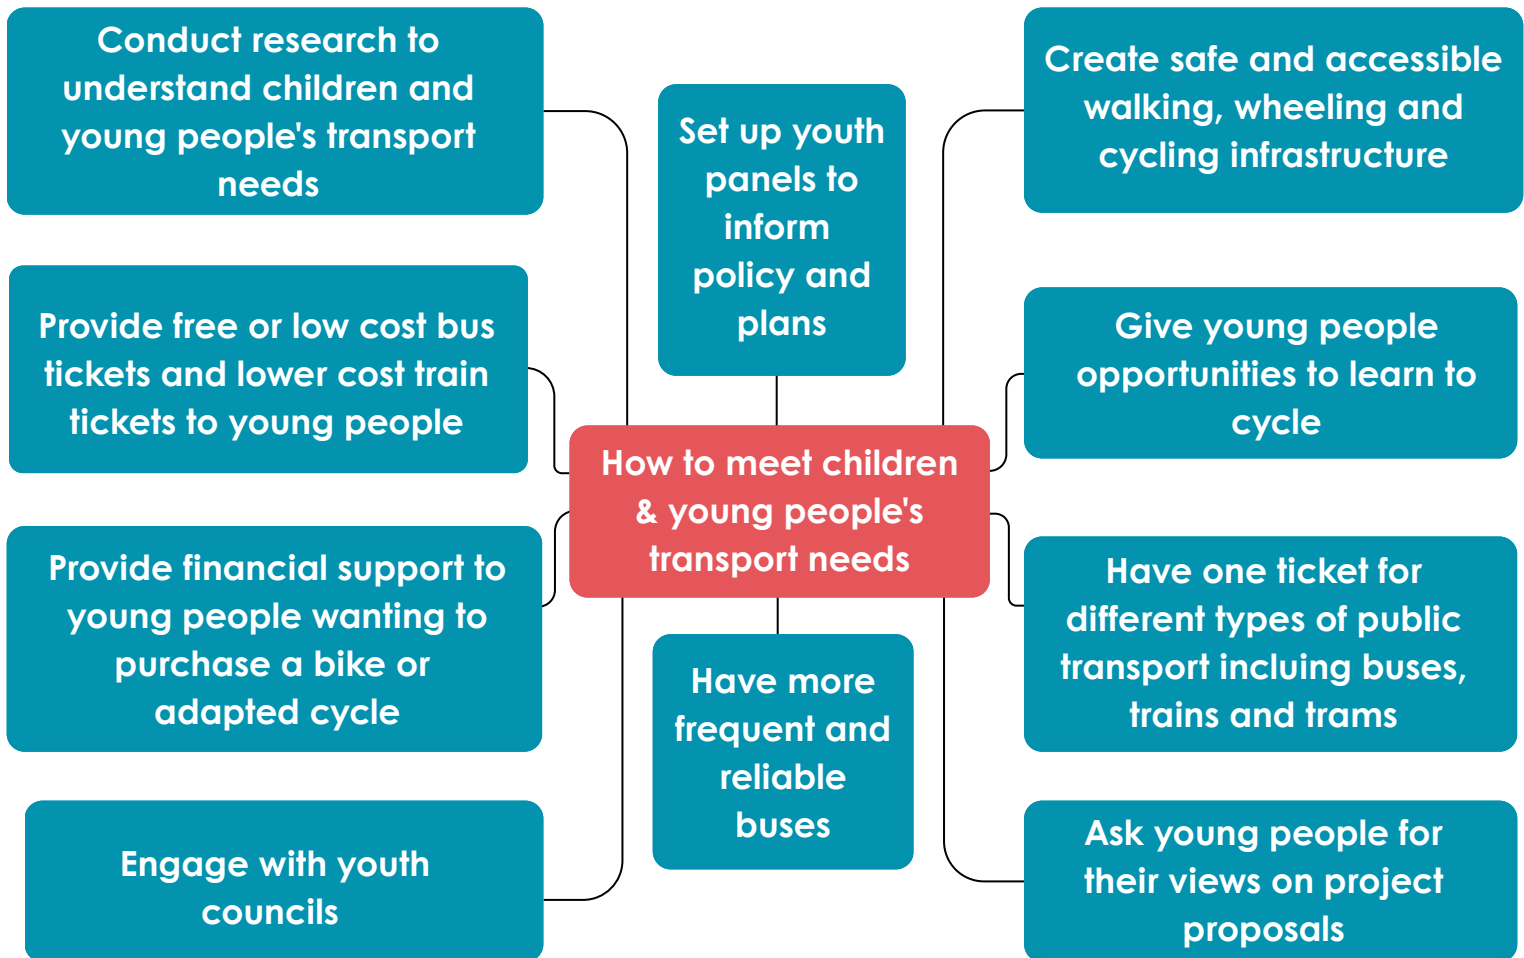 Conduct research to
understand children and
young people's transport
needs
Set up youth
panels to
inform
policy and
plans
Create safe and accessible
walking, wheeling and
cycling infrastructure
Provide free or low cost bus
tickets and lower cost train
tickets to young people
Give young people
opportunities to learn to
cycle
How to meet children
& young people's
transport needs
Provide financial support to
young people wanting to
purchase a bike or
adapted cycle
Have one ticket for
different types of public
transport incluing buses,
trains and trams
Have more
frequent and
reliable
buses
Engage with youth
councils
Ask young people for
their views on project
proposals